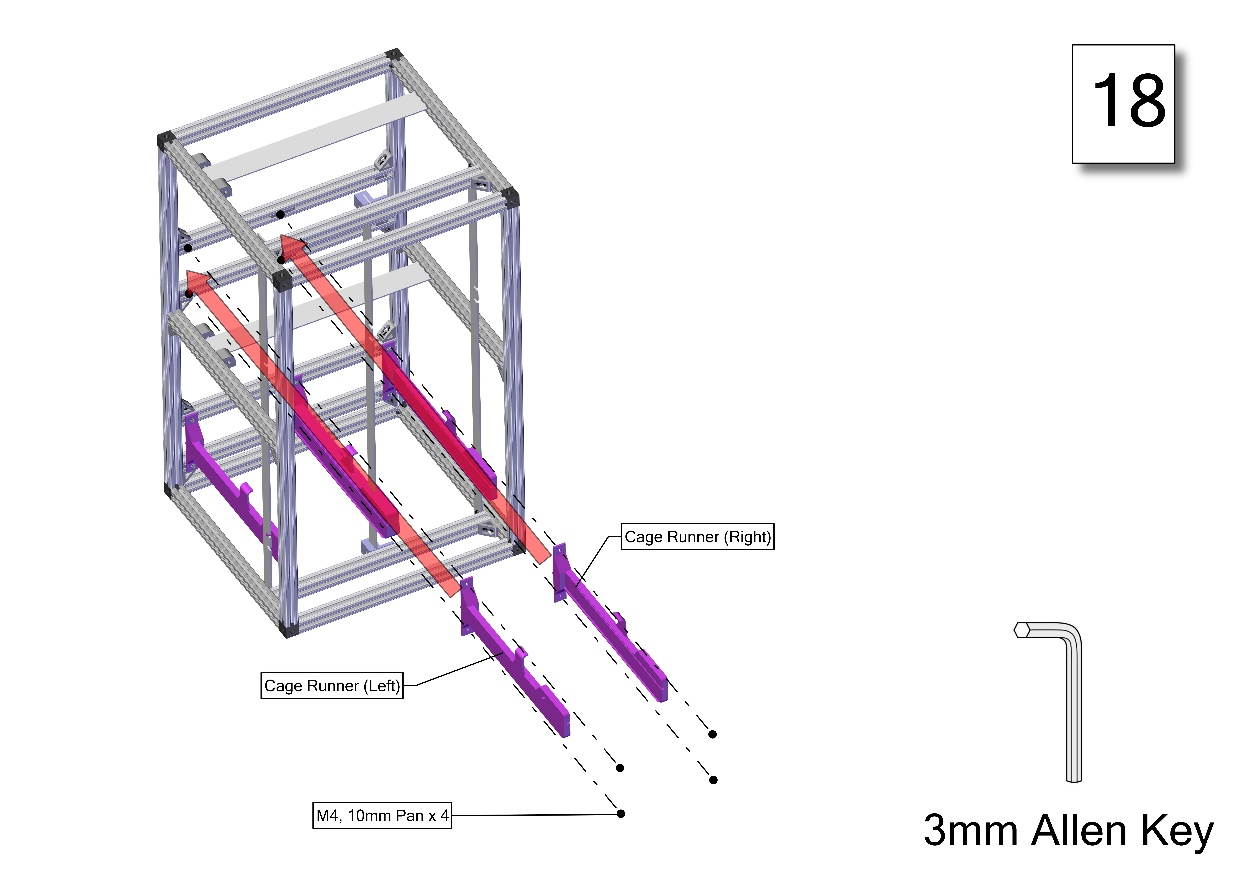 18
Cage Runner (Right)
Cage Runner (Left)
M4, 10mm Pan x 4
3mm Allen Key